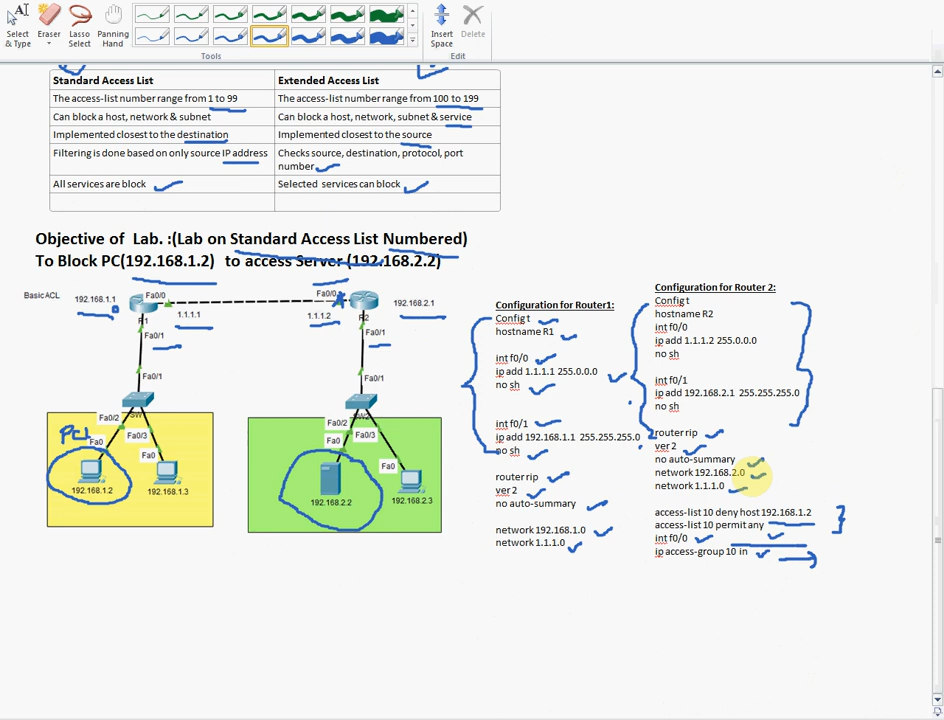 Select & Type
Eraser
Lasso Select
Panning Hand
Insert Space
Delete
Tools
Edit
Standard Access List
Extended Access List
The access-list number range from 1 to 99
The access-list number range from 100 to 199
Can block a host, network & subnet
Can block a host, network, subnet & service
Implemented closest to the destination
Implemented closest to the source
Filtering is done based on only source IP address
Checks source, destination, protocol, port
number
All services are block
Selected services can block
Objective of Lab. :(Lab on Standard Access List Numbered)
To Block PC(192.168.1.2) to access Server (192.168.2.2)
Basic ACL
192.168.1.1
Fa0/0
R1
1.1.1.1
Fa0/1
Fa0/0
1.1.1.2
R2
192.168.2.1
Fa0/1
Fa0/1
SW
Fa0/2
Fa0/3
PC1
Fa0
Fa0
192.168.1.2
192.168.1.3
Fa0/1
SW2
Fa0/2
Fa0/3
Fa0
Fa0
192.168.2.2
192.168.2.3
Configuration for Router1:
Config t
hostname R1
int f0/0
ip add 1.1.1.1 255.0.0.0
no sh
int f0/1
ip add 192.168.1.1 255.255.255.0
no sh
router rip
ver 2
no auto-summary
network 192.168.1.0
network 1.1.1.0
Configuration for Router 2:
Config t
hostname R2
int f0/0
ip add 1.1.1.2 255.0.0.0
no sh
int f0/1
ip add 192.168.2.1 255.255.255.0
no sh
router rip
ver 2
no auto-summary
network 192.168.2.0
network 1.1.1.0
access-list 10 deny host 192.168.1.2
access-list 10 permit any
int f0/0
ip access-group 10 in